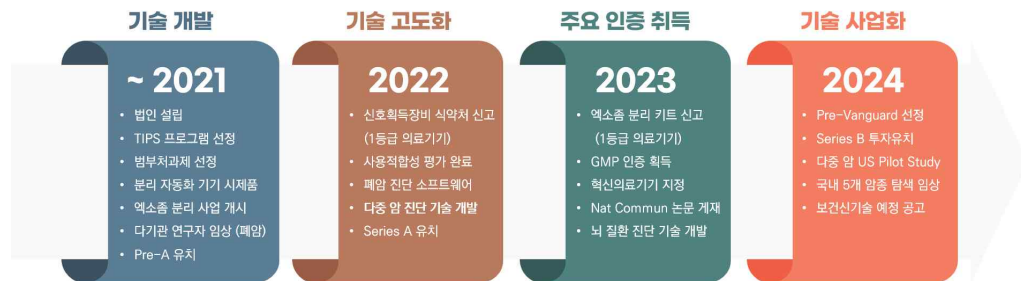 기술 개발
~ 2021
• 법인 설립
• TIPS 프로그램 선정
• 범부처과제 선정
• 분리 자동화 기기 시제품
• 엑소좀 분리 사업 개시
• 다기관 연구자 임상 (폐암)
• Pre-A 유치
기술 고도화
2022
• 신호획득장비 식약처 신고
(1등급 의료기기)
• 사용적합성 평가 완료
• 폐암 진단 소프트웨어
• 다중 암 진단 기술 개발
• Series A 유치
주요 인증 취득
2023
• 엑소좀 분리 키트 신고
(1등급 의료기기)
• GMP 인증 획득
• 혁신의료기기 지정
• Nat Commun 논문 게재
• 뇌 질환 진단 기술 개발
기술 사업화
2024
• Pre-Vanguard 선정
• Series B 투자유치
• 다중 암 US Pilot Study
• 국내 5개 암종 탐색 임상
• 보건신기술 예정 공고